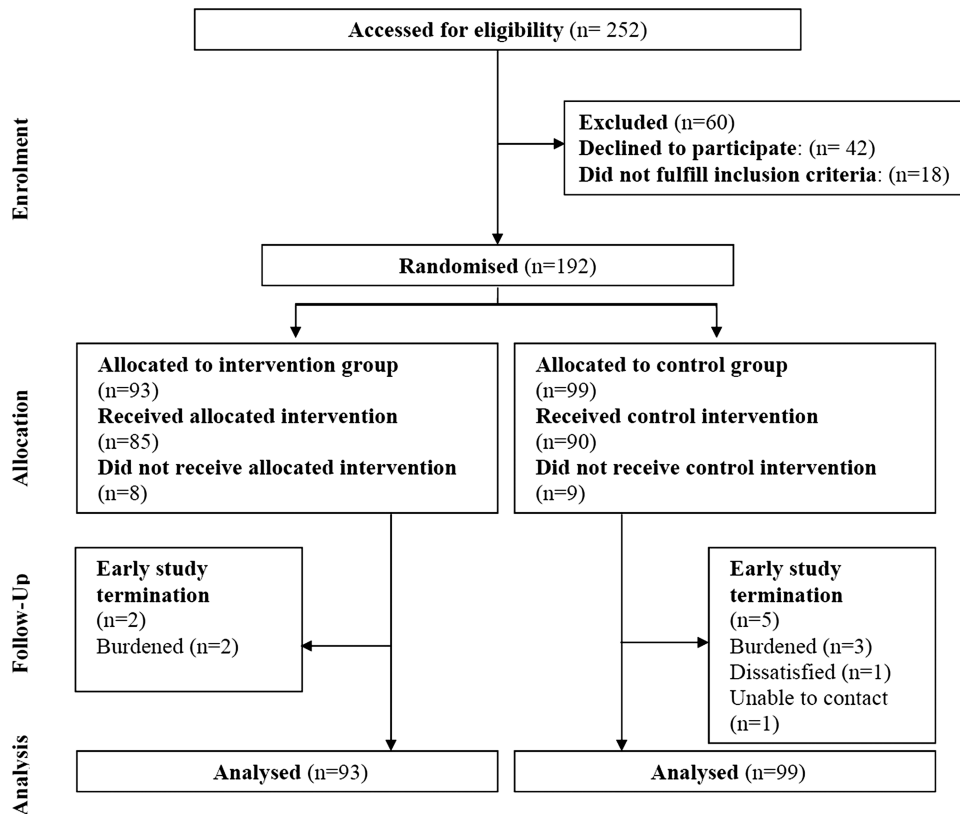 Accessed for eligibility (n= 252)
Enrolment
Excluded (n=60)
Declined to participate: (n= 42)
Did not fulfill inclusion criteria: (n=18)
Randomised (n=192)
Allocation
Allocated to intervention group
(n=93)
Received allocated intervention
(n=85)
Did not receive allocated intervention
(n=8)
Allocated to control group
(n=99)
Received control intervention
(n=90)
Did not receive control intervention
(n=9)
Follow-Up
Early study
termination
(n=2)
Burdened (n=2)
Early study
termination
(n=5)
Burdened (n=3)
Dissatisfied (n=1)
Unable to contact
(n=1)
Analysis
Analysed (n=93)
Analysed (n=99)